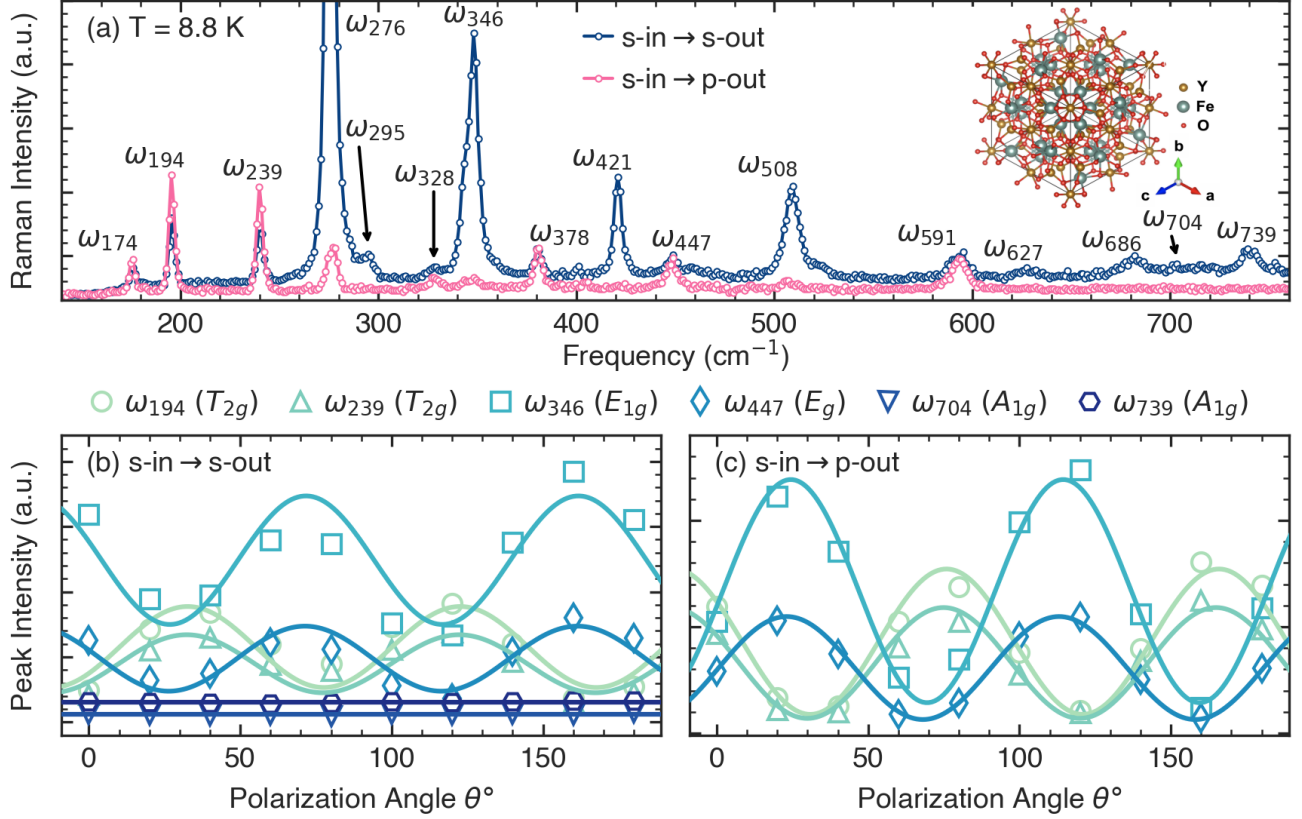 (a) T = 8.8 K
ω276
ω346
s-in → s-out
s-in → p-out
Y
Fe
O
b
c
a
ω295
ω194
ω239
ω328
ω421
ω508
ω174
ω378
ω447
ω591
ω627
ω686
ω704
ω739
Raman Intensity (a.u.)
200 300 400 500 600 700
Frequency (cm−1)
ω194 (T2g) ω239 (T2g) ω346 (E1g) ω447 (Eg) ω704 (A1g) ω739 (A1g)
(b) s-in → s-out
(c) s-in → p-out
Peak Intensity (a.u.)
0 50 100 150
0 50 100 150
Polarization Angle θ°
Polarization Angle θ°